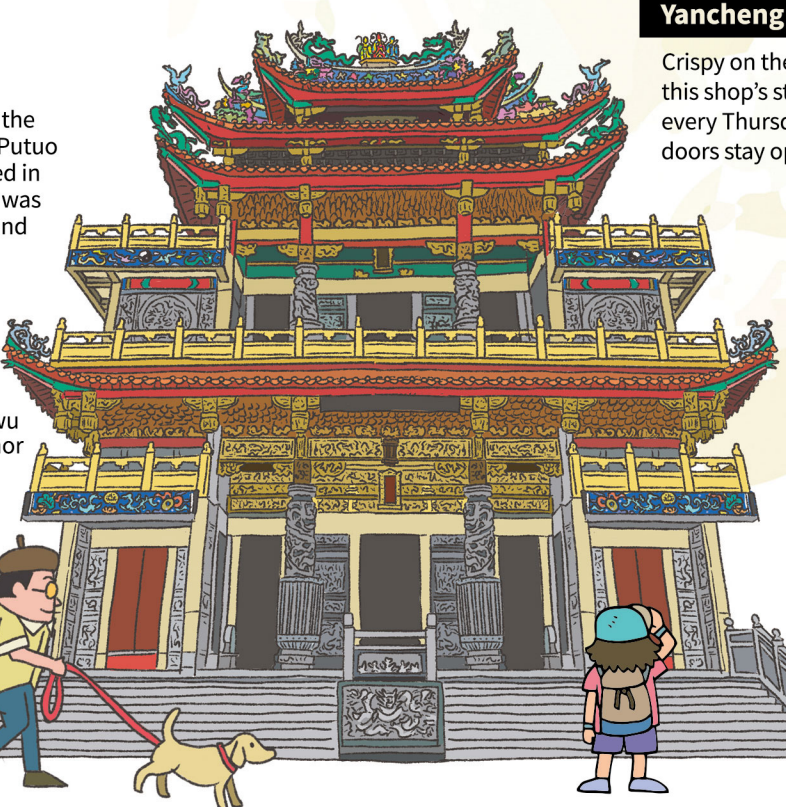 the
Putuo
ed in
was
nd
wu
nor
Yancheng
Crispy on the
this shop's st
every Thursd
doors stay op